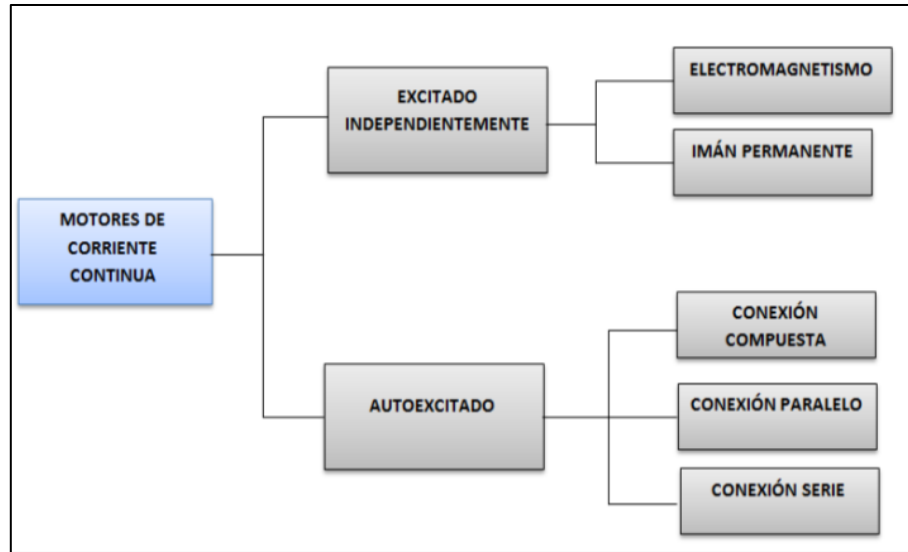 MOTORES DE
CORRIENTE
CONTINUA
EXCITADO
INDEPENDIENTEMENTE
ELECTROMAGNETISMO
IMÁN PERMANENTE
AUTOEXCITADO
CONEXIÓN
COMPUESTA
CONEXIÓN PARALELO
CONEXIÓN SERIE